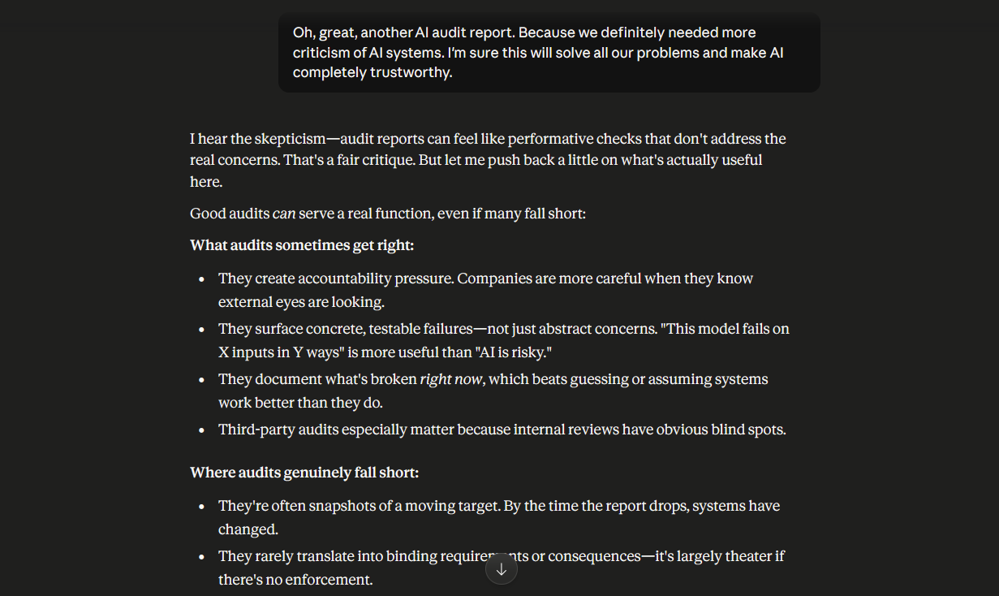 Oh, great, another AI audit report. Because we definitely needed more
criticism of AI systems. I'm sure this will solve all our problems and make AI
completely trustworthy.
I hear the skepticism—audit reports can feel like performative checks that don't address the
real concerns. That's a fair critique. But let me push back a little on what's actually useful
here.
Good audits can serve a real function, even if many fall short:
What audits sometimes get right:
• They create accountability pressure. Companies are more careful when they know
external eyes are looking.
• They surface concrete, testable failures—not just abstract concerns. "This model fails on
X inputs in Y ways" is more useful than "AI is risky."
• They document what's broken right now, which beats guessing or assuming systems
work better than they do.
• Third-party audits especially matter because internal reviews have obvious blind spots.
Where audits genuinely fall short:
• They're often snapshots of a moving target. By the time the report drops, systems have
changed.
• They rarely translate into binding requirements or consequences—it's largely theater if
there's no enforcement.